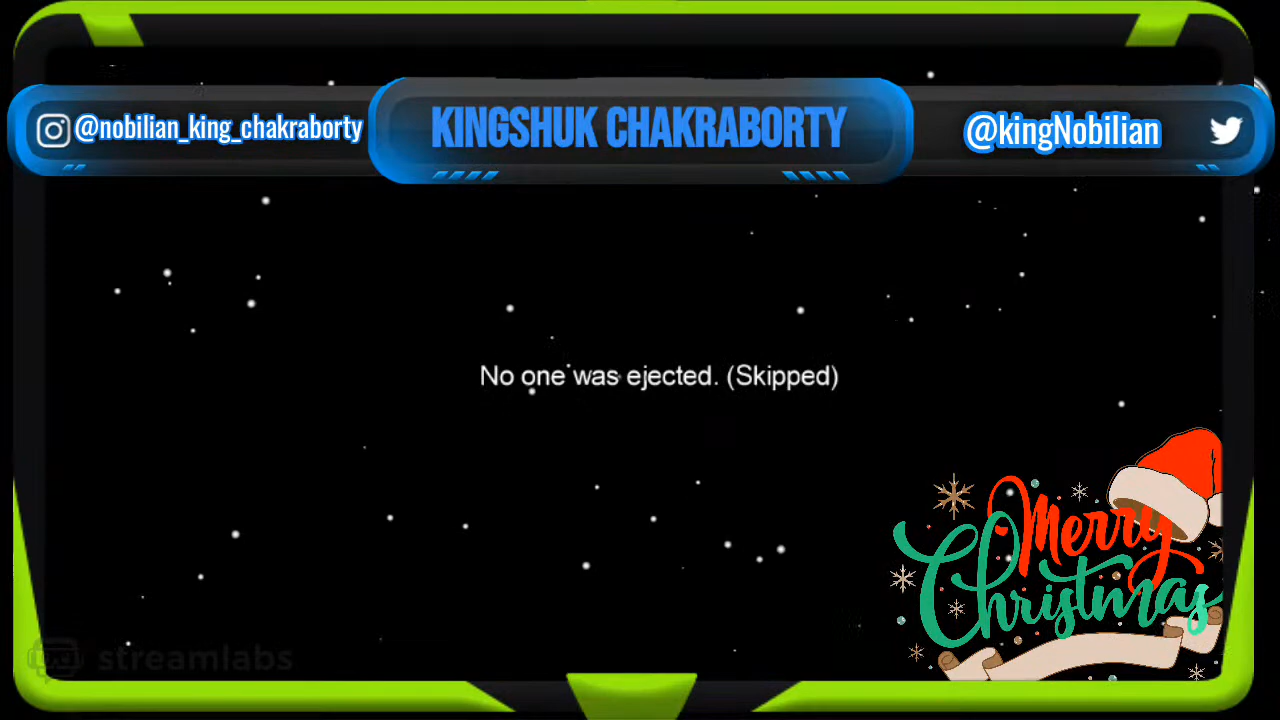 @nobilian_king_chakraborty
KINGSHUK CHAKRABORTY
@kingNobilian
No one was ejected. (Skipped)
Merry
Christmas
streamlabs